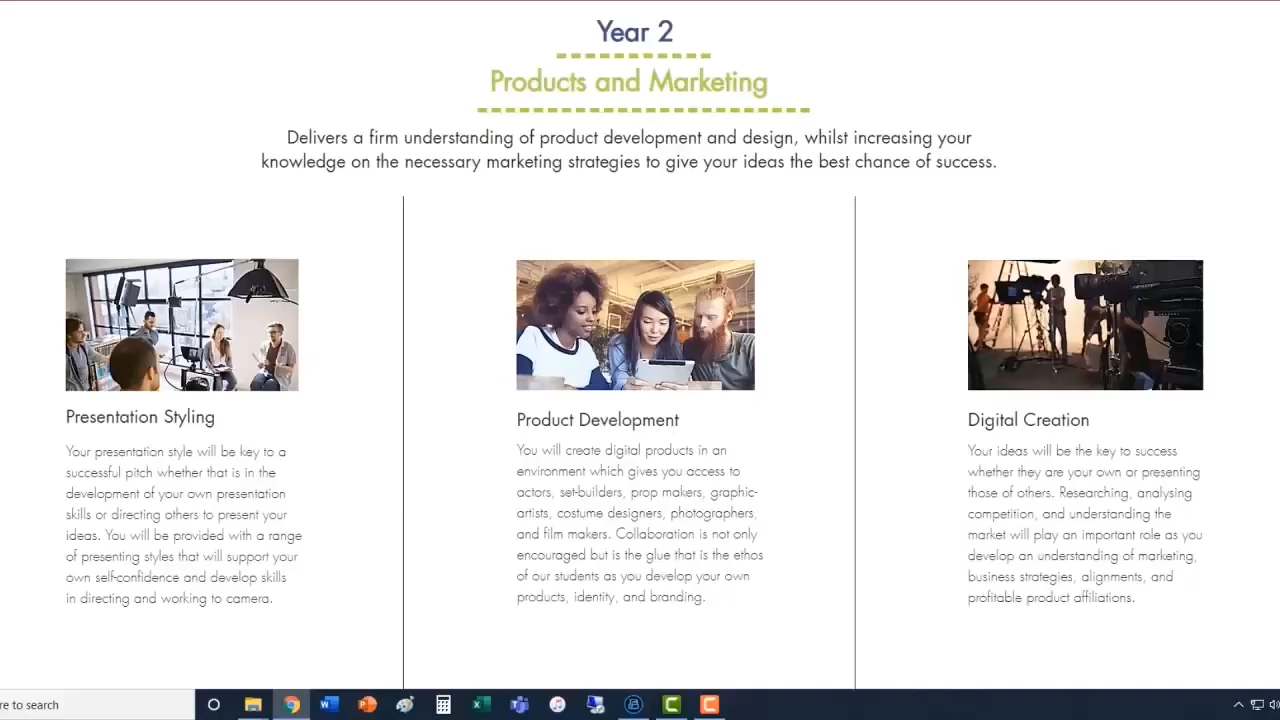 Year 2
Products and Marketing
Delivers a firm understanding of product development and design, whilst increasing your
knowledge on the necessary marketing strategies to give your ideas the best chance of success.
Presentation Styling
Your presentation style will be key to a
successful pitch whether that is in the
development of your own presentation
skills or directing others to present your
ideas. You will be provided with a range
of presenting styles that will support your
own self-confidence and develop skills
in directing and working to camera.
Product Development
You will create digital products in an
environment which gives you access to
actors, set-builders, prop makers, graphic-
artists, costume designers, photographers,
and film makers. Collaboration is not only
encouraged but is the glue that is the ethos
of our students as you develop your own
products, identity, and branding.
Digital Creation
Your ideas will be the key to success
whether they are your own or presenting
those of others. Researching, analysing
competition, and understanding the
market will play an important role as you
develop an understanding of marketing,
business strategies, alignments, and
profitable product affiliations.
re to search